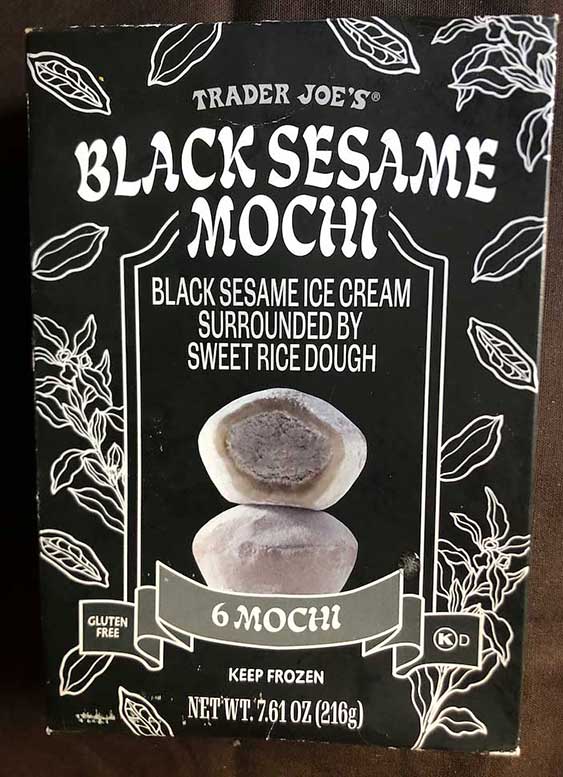 TRADER JOE'S®
BLACK SESAME
MOCHI
BLACK SESAME ICE CREAM
SURROUNDED BY
SWEET RICE DOUGH
6 MOCHI
GLUTEN
FREE
K D
KEEP FROZEN
NET WT. 7.61 OZ (216g)